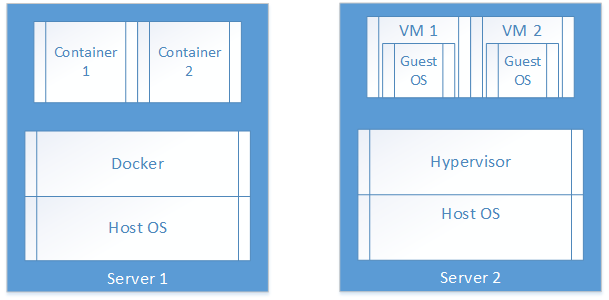 Container
1
Container
2
Docker
Host OS
Server 1
VM 1
Guest
OS
VM 2
Guest
OS
Hypervisor
Host OS
Server 2